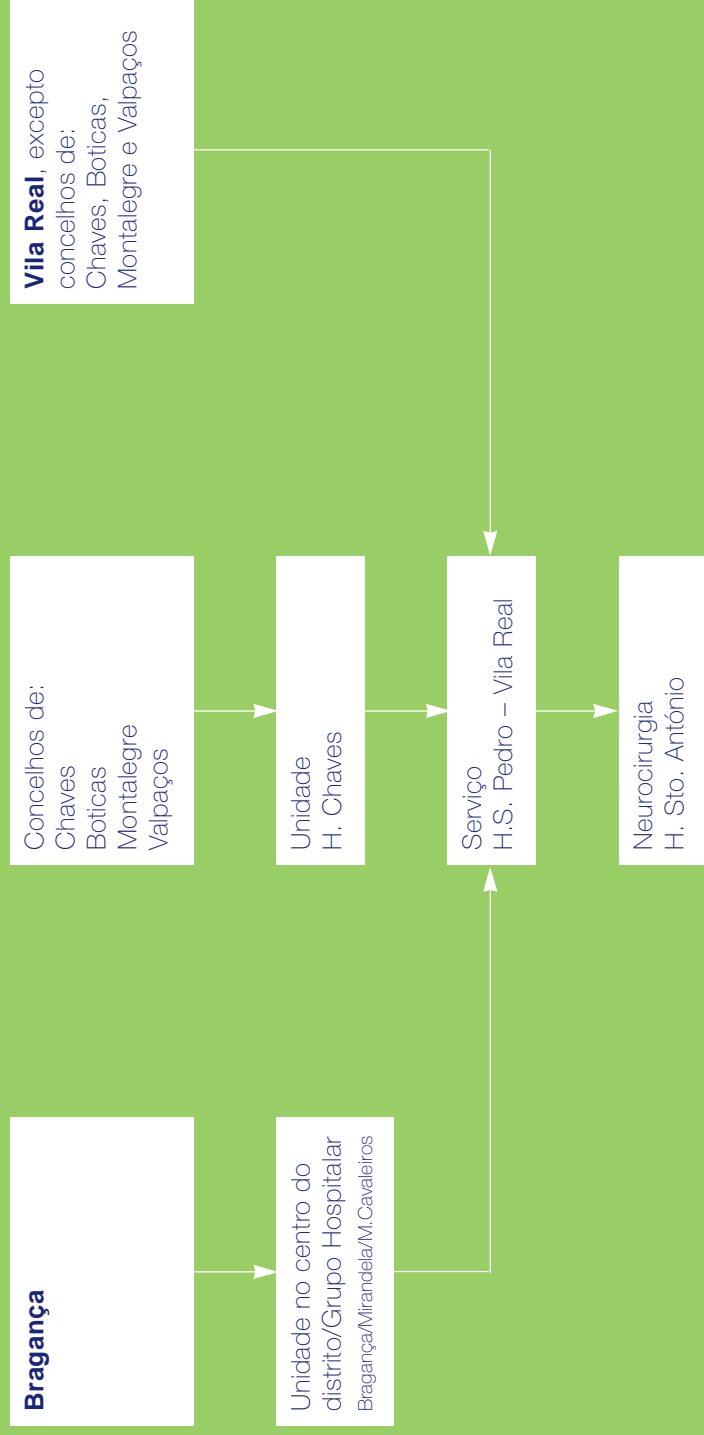 Bragança
Concelhos de:
Chaves
Boticas
Montalegre
Valpaços
Vila Real, excepto
concelhos de:
Chaves, Boticas,
Montalegre e Valpaços
Unidade no centro do
distrito/Grupo Hospitalar
Bragança/Mirandela/M.Cavaleiros
Unidade
H. Chaves
Serviço
H.S. Pedro – Vila Real
Neurocirurgia
H. Sto. António